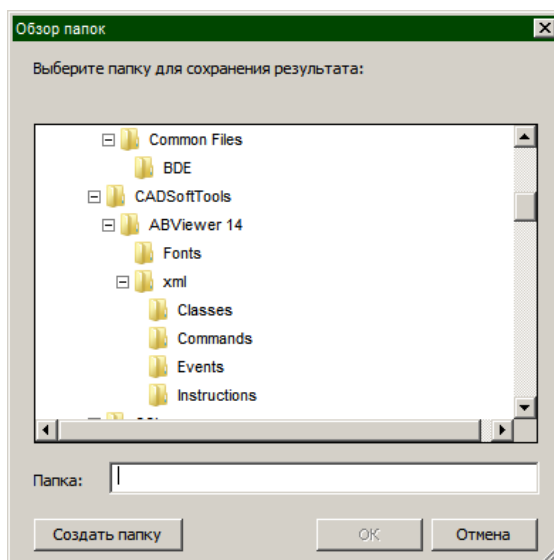 Обзор папок
Выберите папку для сохранения результата:
Common Files
BDE
CADSoftTools
ABViewer 14
Fonts
xml
Classes
Commands
Events
Instructions
Папка:
Создать папку
OK
Отмена